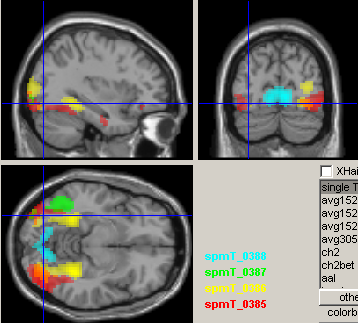 XHai
single T
avg152
avg152
avg152
avg305
ch2
ch2bet
aal
othe
colorb
spmT_0388
spmT_0387
spmT_0386
spmT_0385